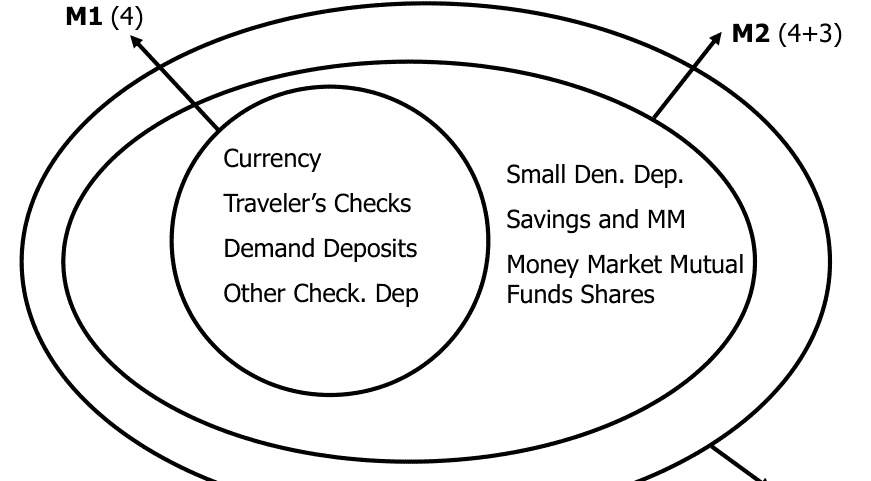 M1 (4)
M2 (4+3)
Currency
Traveler’s Checks
Demand Deposits
Other Check. Dep
Small Den. Dep.
Savings and MM
Money Market Mutual
Funds Shares